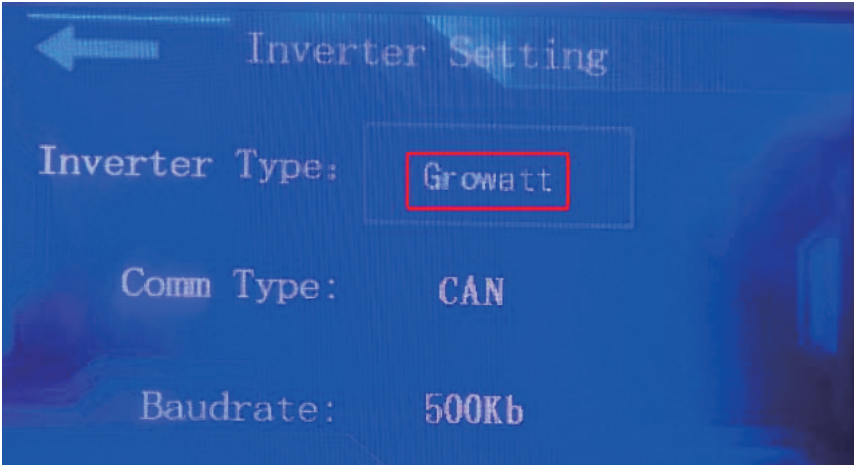 Inverter Setting
Inverter Type: Growatt
Comm Type: CAN
Baudrate: 500Kb